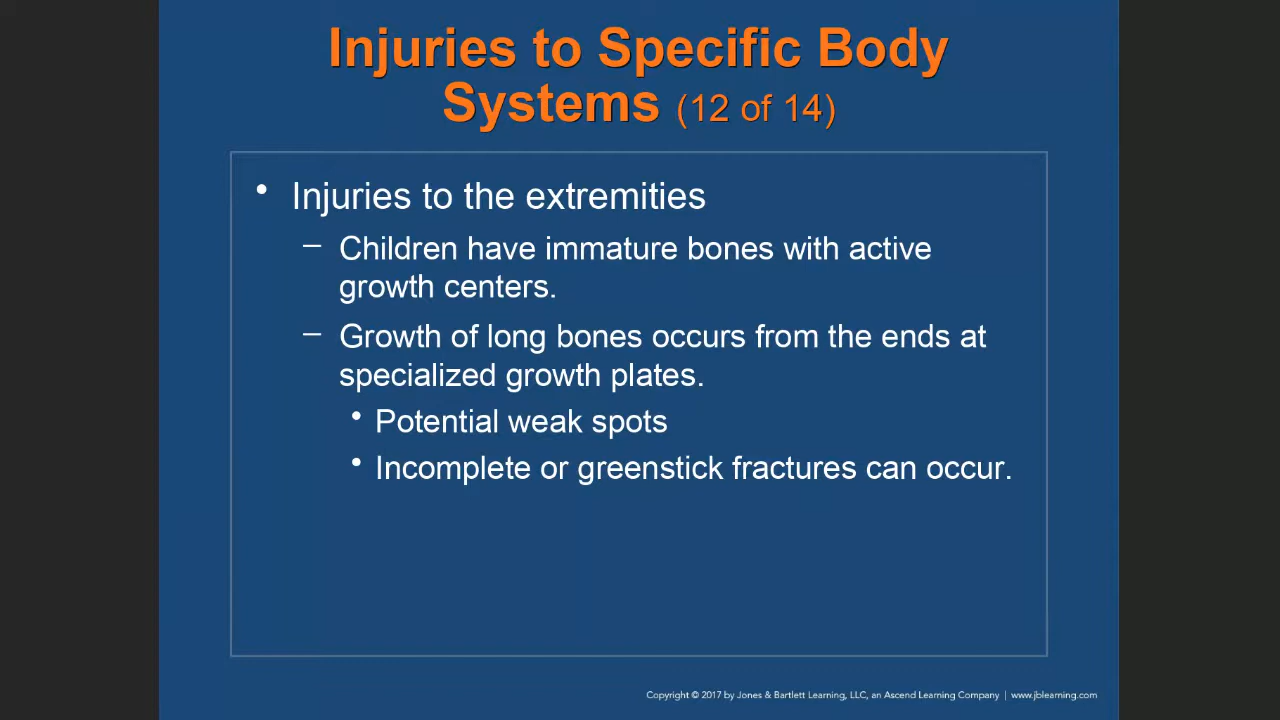 Injuries to Specific Body
Systems (12 of 14)
• Injuries to the extremities
– Children have immature bones with active
growth centers.
– Growth of long bones occurs from the ends at
specialized growth plates.
• Potential weak spots
• Incomplete or greenstick fractures can occur.
Copyright © 2017 by Jones & Bartlett Learning, LLC, an Ascend Learning Company | www.jblearning.com